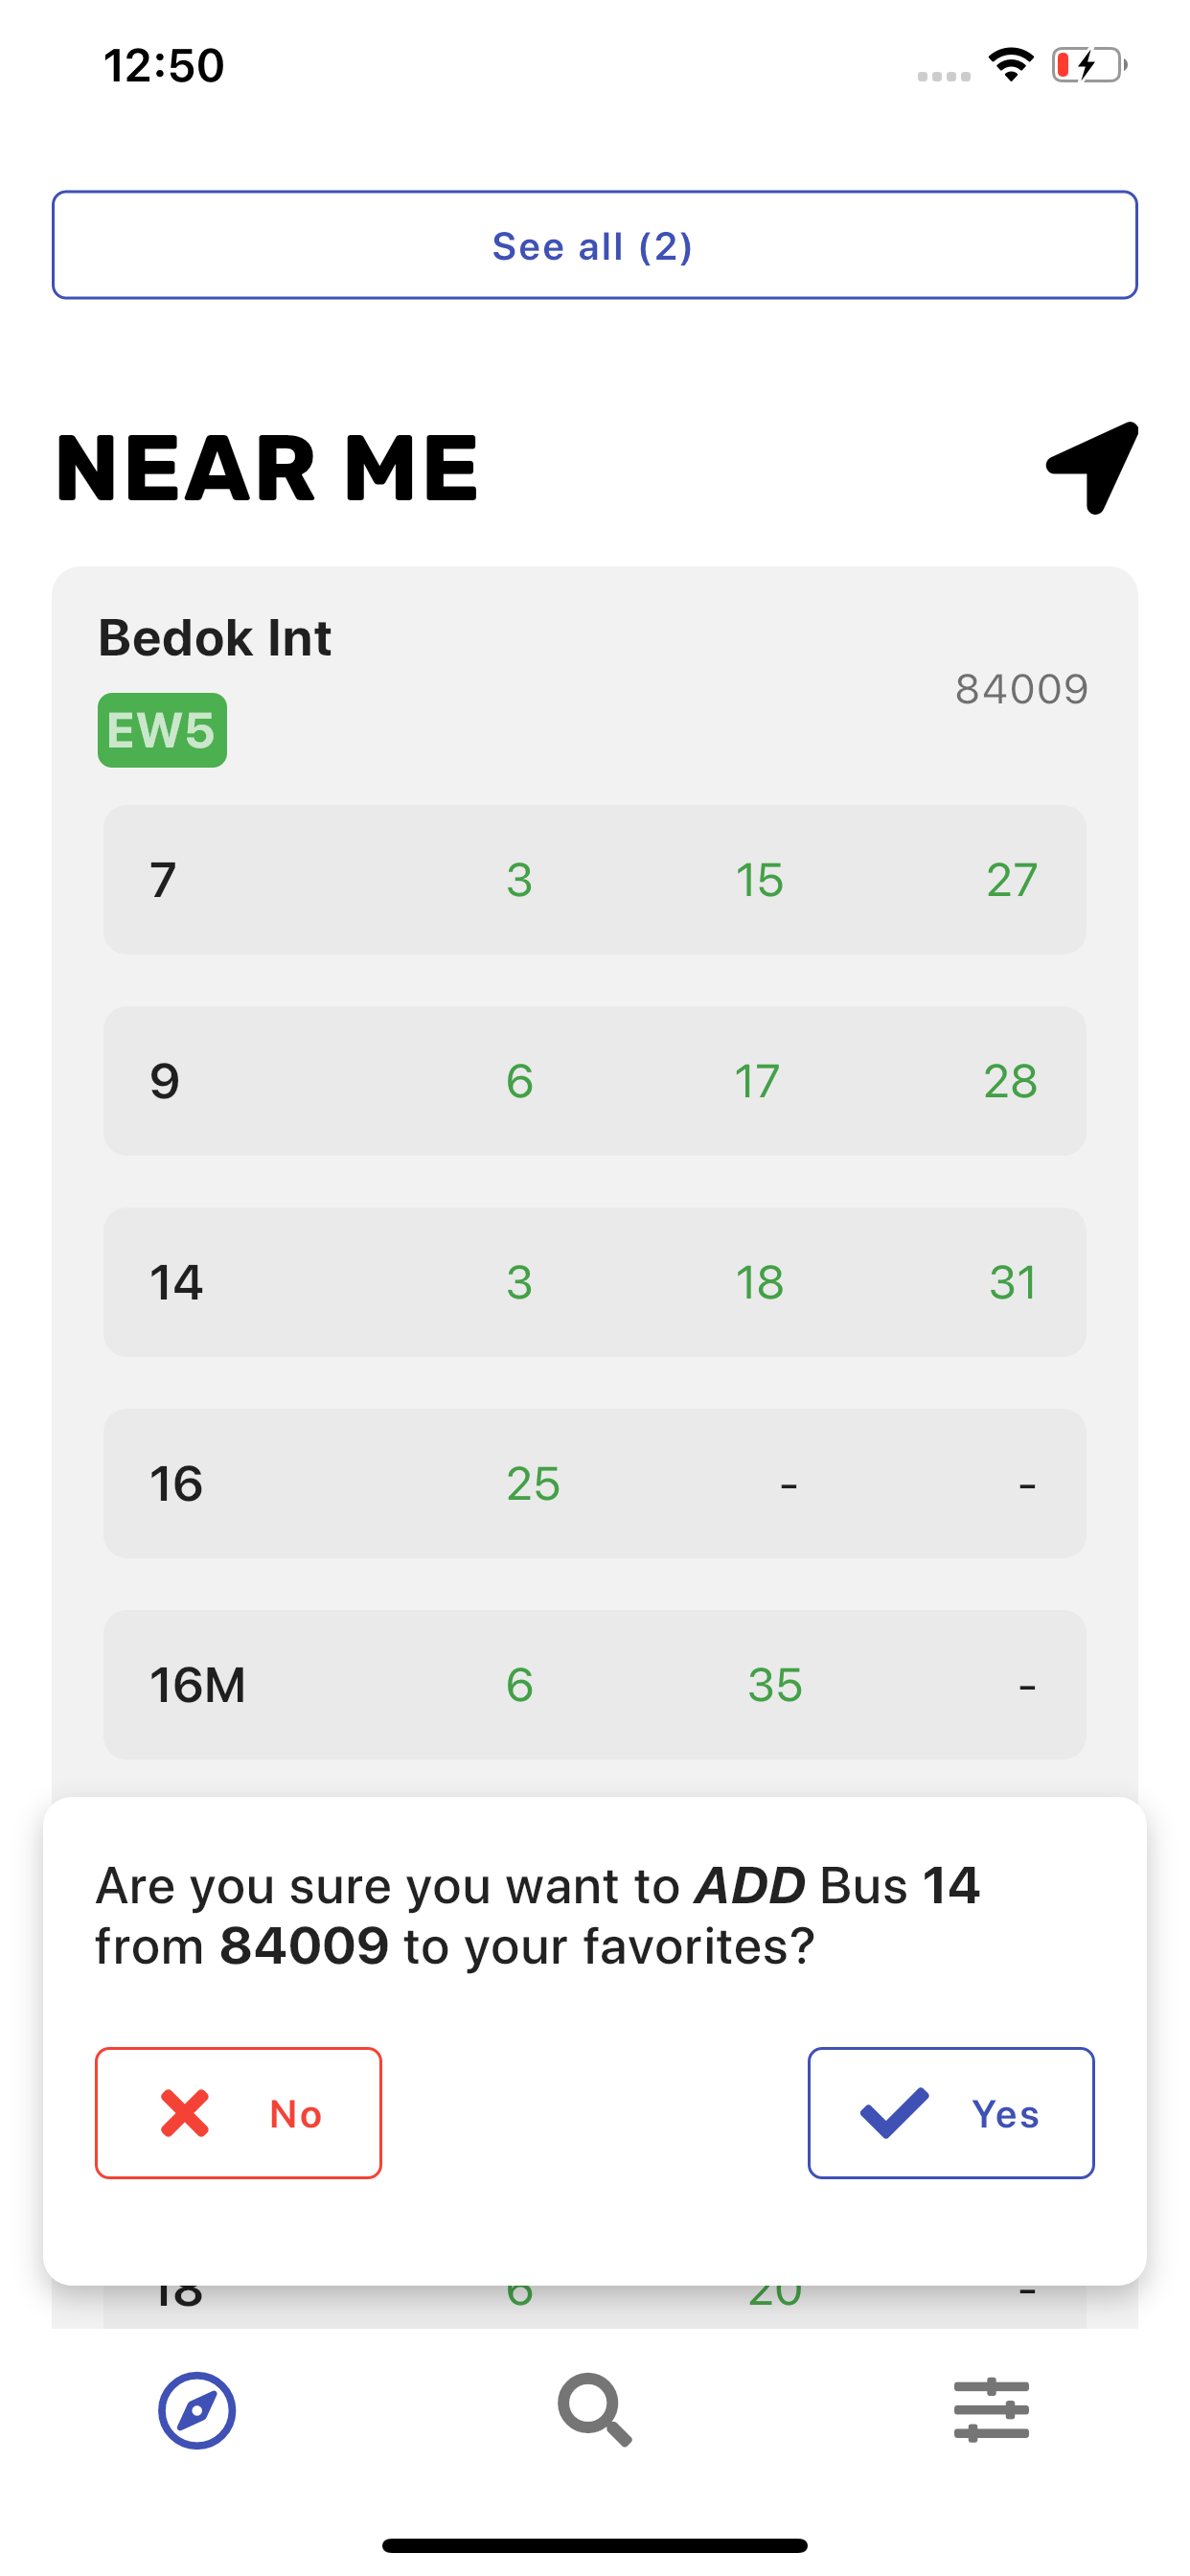 12:50
See all (2)
NEAR ME
Bedok Int
84009
EW5
7 3 15 27
9 6 17 28
14 3 18 31
16 25 - -
16M 6 35 -
Are you sure you want to ADD Bus 14
from 84009 to your favorites?
No Yes
18 6 20 -